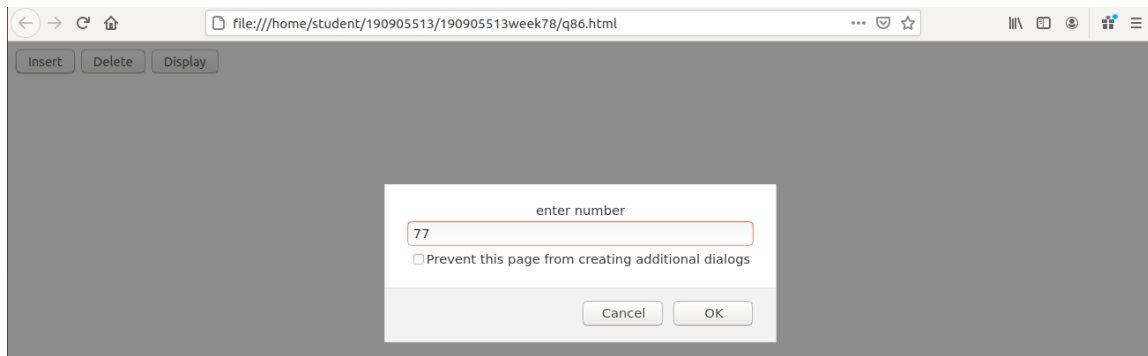 file:///home/student/190905513/190905513week78/q86.html
Insert Delete Display
enter number
77
Prevent this page from creating additional dialogs
Cancel OK